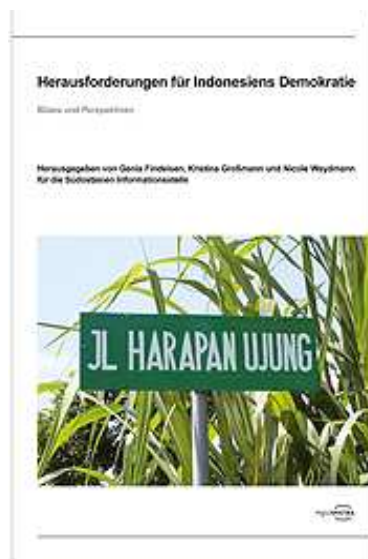 Herausforderungen für Indonesiens Demokratie
Bilanz und Perspektiven
Herausgegeben von Genia Findeisen, Kristina Großmann und Nicole Weydmann
für die Südostasien Informationsstelle
JL HARAPAN UJUNG